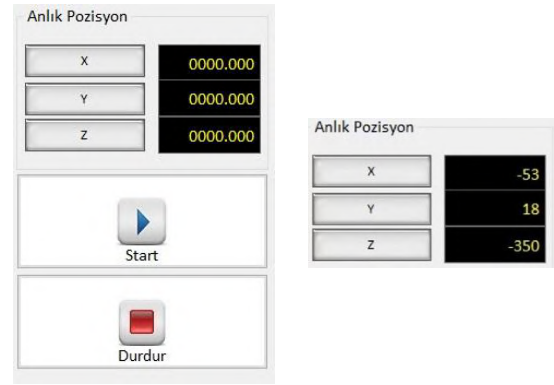 Anlık Pozisyon
X 0000.000
Y 0000.000
Z 0000.000
Start
Durdur
Anlık Pozisyon
X -53
Y 18
Z -350